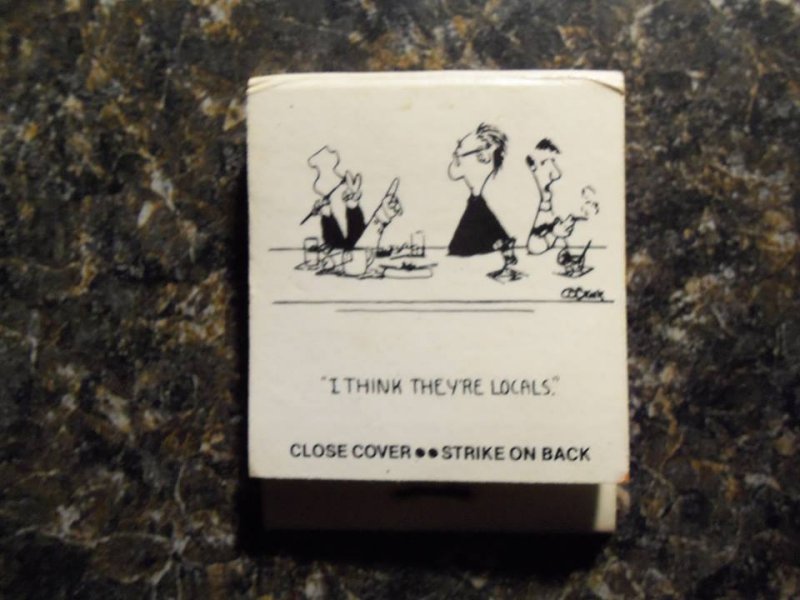 "I THINK THEY'RE LOCALS."
CLOSE COVER •• STRIKE ON BACK